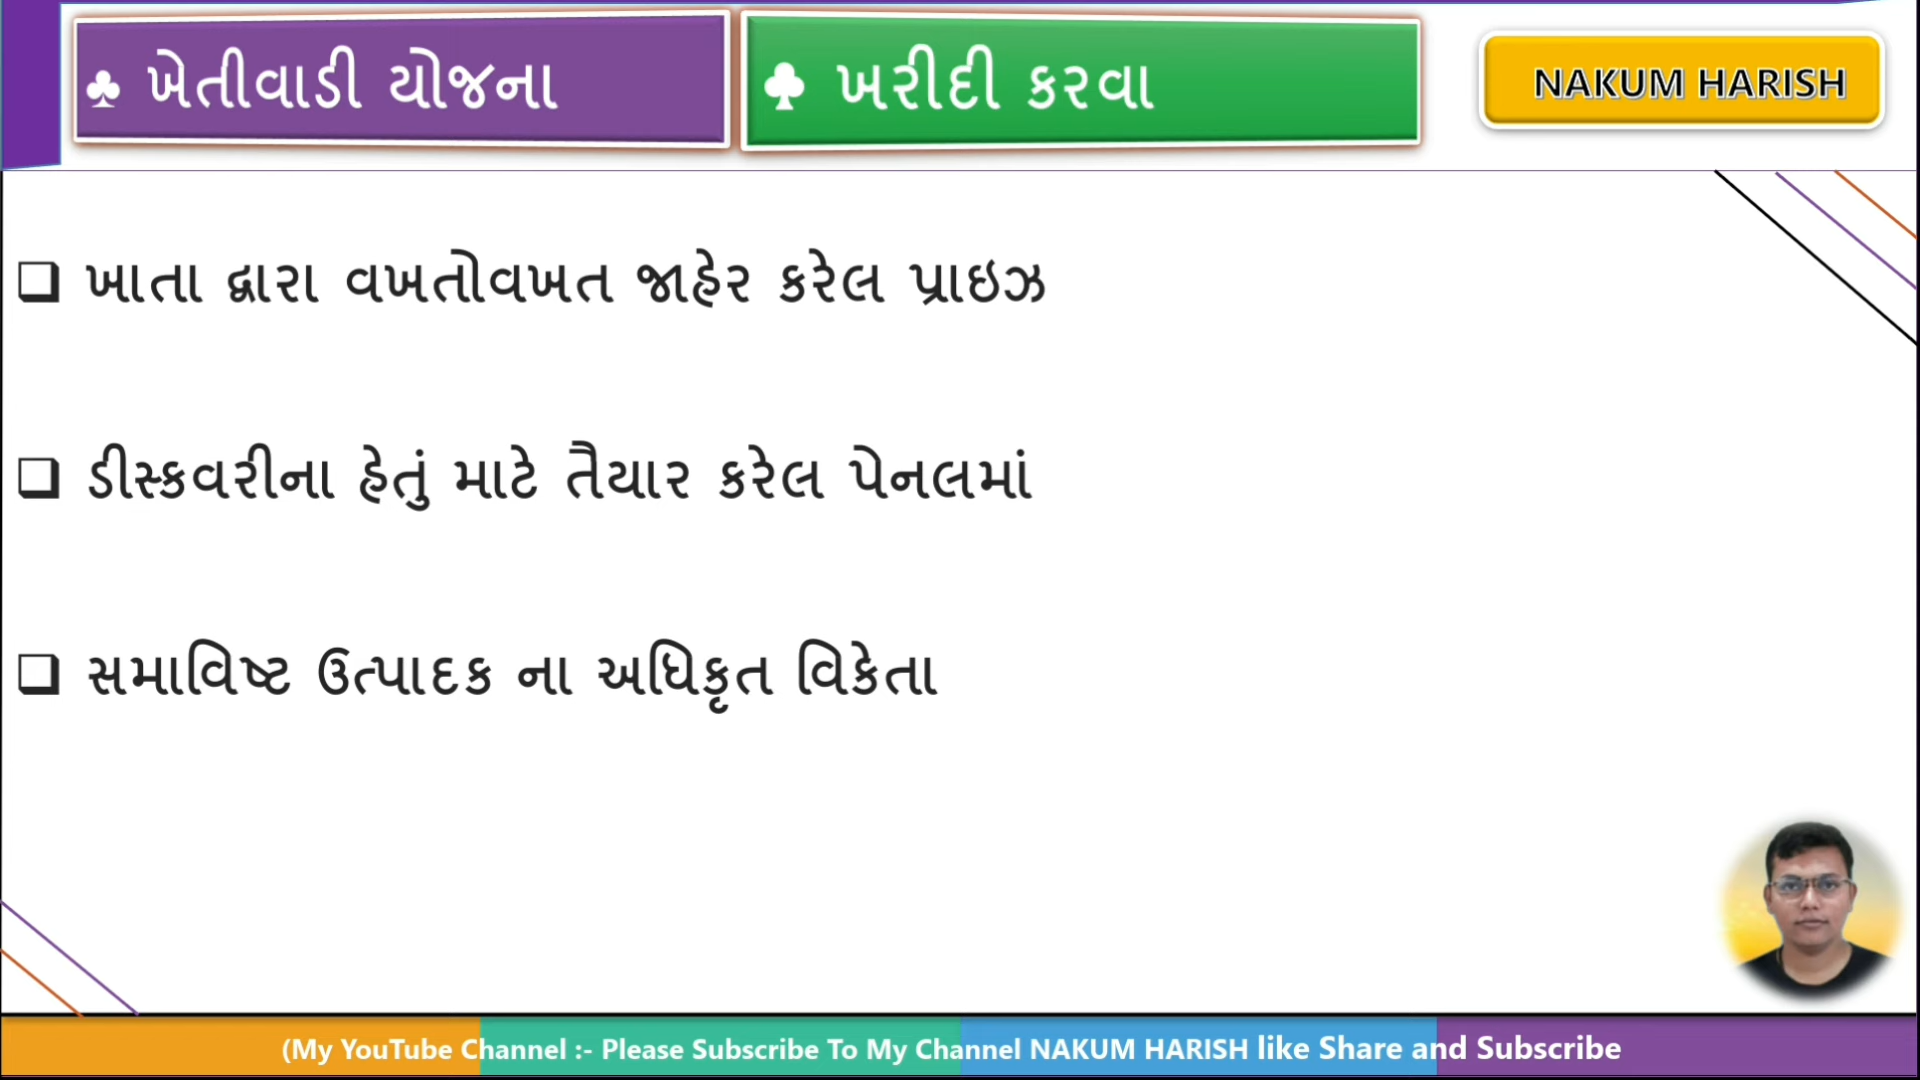 ♣ ખેતીવાડી યોજના
♣ ખરીદી કરવા
NAKUM HARISH
❑ ખાતા દ્વારા વખતોવખત જાહેર કરેલ પ્રાઇઝ
❑ ડીસ્કવરીના હેતું માટે તૈયાર કરેલ પેનલમાં
❑ સમાવિષ્ટ ઉત્પાદક ના અધિકૃત વિકેતા
(My YouTube Channel :- Please Subscribe To My Channel NAKUM HARISH like Share and Subscribe